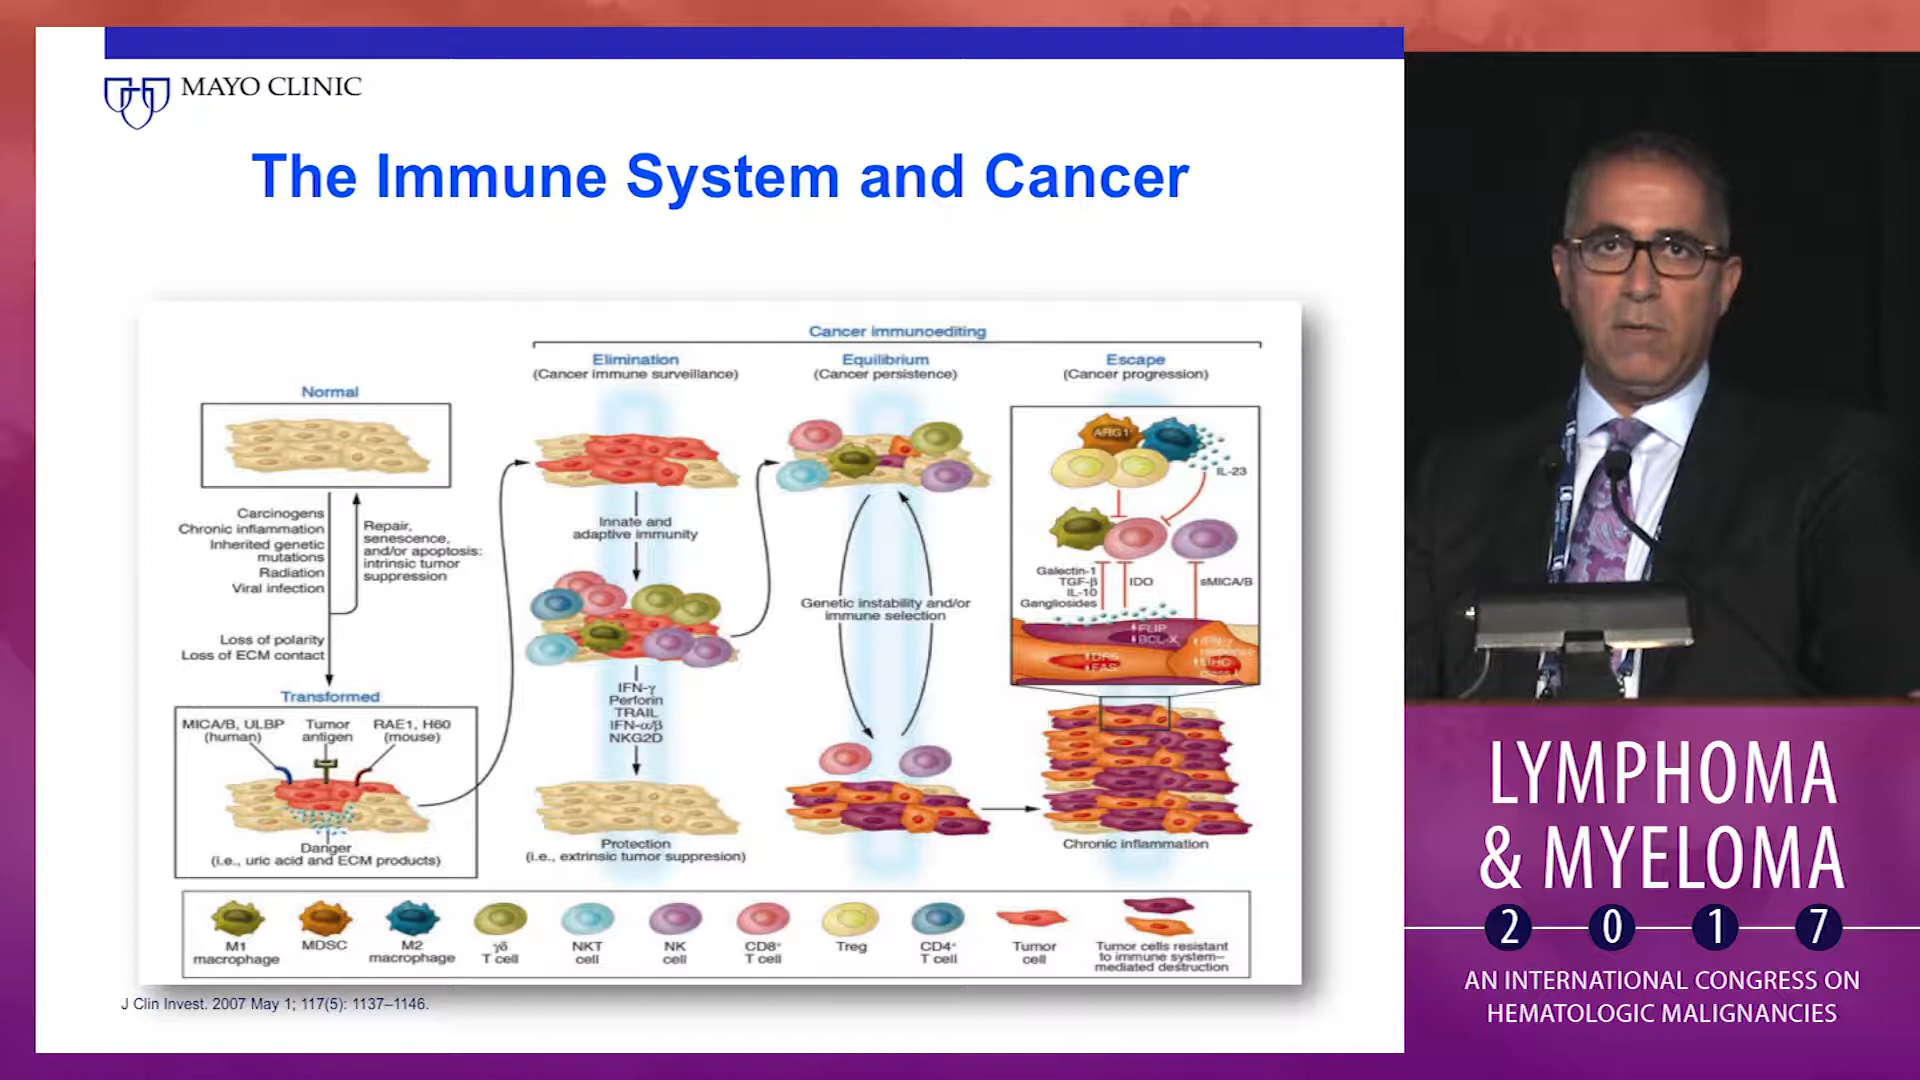 MAYO CLINIC
The Immune System and Cancer
Cancer immunoediting
Elimination
(Cancer immune surveillance)
Equilibrium
(Cancer persistence)
Escape
(Cancer progression)
Normal
Carcinogens
Chronic inflammation
Inherited genetic
mutations
Radiation
Viral infection
Repair,
senescence,
and/or apoptosis:
intrinsic tumor
suppression
Loss of polarity
Loss of ECM contact
Transformed
MICA/B, ULBP
(human)
Tumor
antigen
RAE1, H60
(mouse)
Danger
(i.e., uric acid and ECM products)
Innate and
adaptive immunity
IFN-γ
Perforin
TRAIL
IFN-α/β
NKG2D
Protection
(i.e., extrinsic tumor suppresion)
Genetic instability and/or
immune selection
ARG1
IL-23
Galectin-1
TGF-β
IL-10
Gangliosides
IDO
sMICA/B
FLIP
BCL-X
DR5
FAS
Chronic inflammation
M1
macrophage
MDSC
M2
macrophage
γδ
T cell
NKT
cell
NK
cell
CD8+
T cell
Treg
CD4+
T cell
Tumor
cell
Tumor cells resistant
to immune system–
mediated destruction
J Clin Invest. 2007 May 1; 117(5): 1137–1146.
LYMPHOMA
& MYELOMA
2 0 1 7
AN INTERNATIONAL CONGRESS ON
HEMATOLOGIC MALIGNANCIES